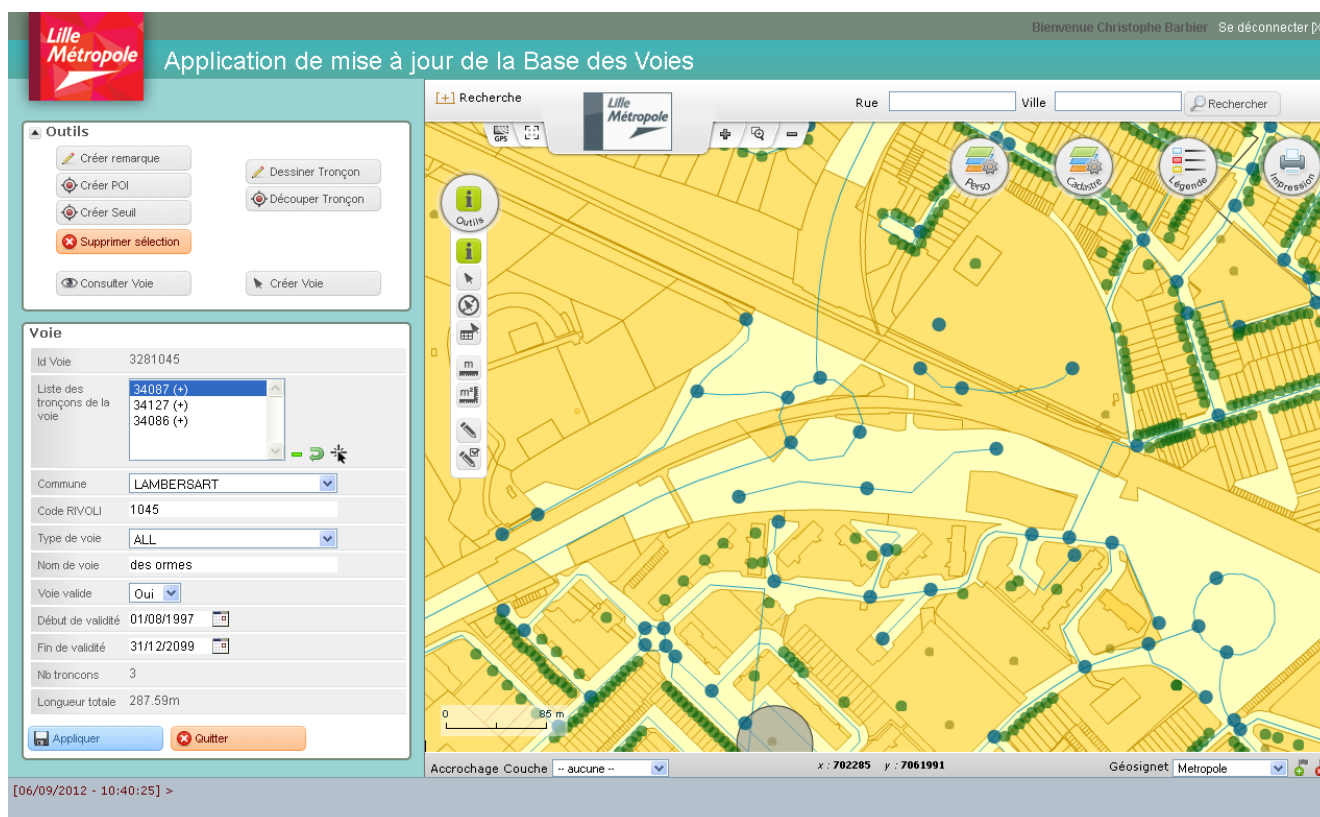 Bienvenue Christophe Barbier Se déconnecter
Lille
Métropole
Application de mise à jour de la Base des Voies
[+] Recherche
Lille
Métropole
Rue
Ville
Rechercher
Outils
Créer remarque
Créer POI
Créer Seuil
Supprimer sélection
Dessiner Tronçon
Découper Tronçon
Consulter Voie
Créer Voie
GPS
Outils
Perso
Cadastre
Légende
Impression
m
m²
Voie
Id Voie 3281045
Liste des tronçons de la voie
34087 (+)
34127 (+)
34086 (+)
Commune LAMBERSART
Code RIVOLI 1045
Type de voie ALL
Nom de voie des ormes
Voie valide Oui
Début de validité 01/08/1997
Fin de validité 31/12/2099
Nb troncons 3
Longueur totale 287.59m
Appliquer
Quitter
0 85 m
Accrochage Couche -- aucune --
x : 702285 y : 7061991
Géosignet Metropole
[06/09/2012 - 10:40:25] >